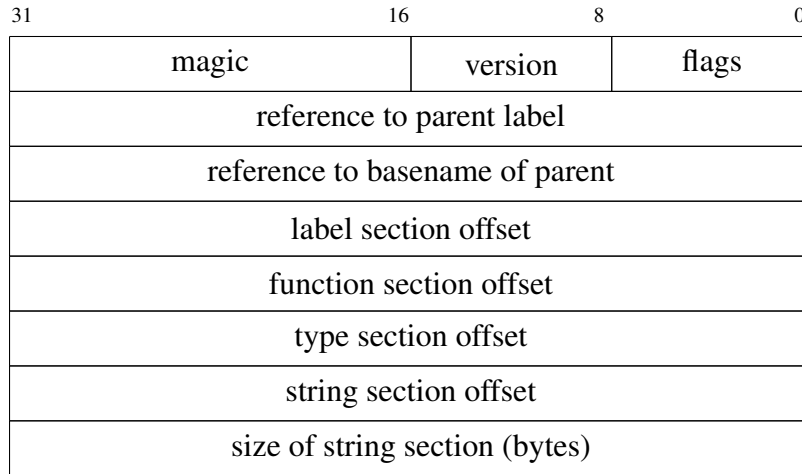 31 16 8 0
magic version flags
reference to parent label
reference to basename of parent
label section offset
function section offset
type section offset
string section offset
size of string section (bytes)